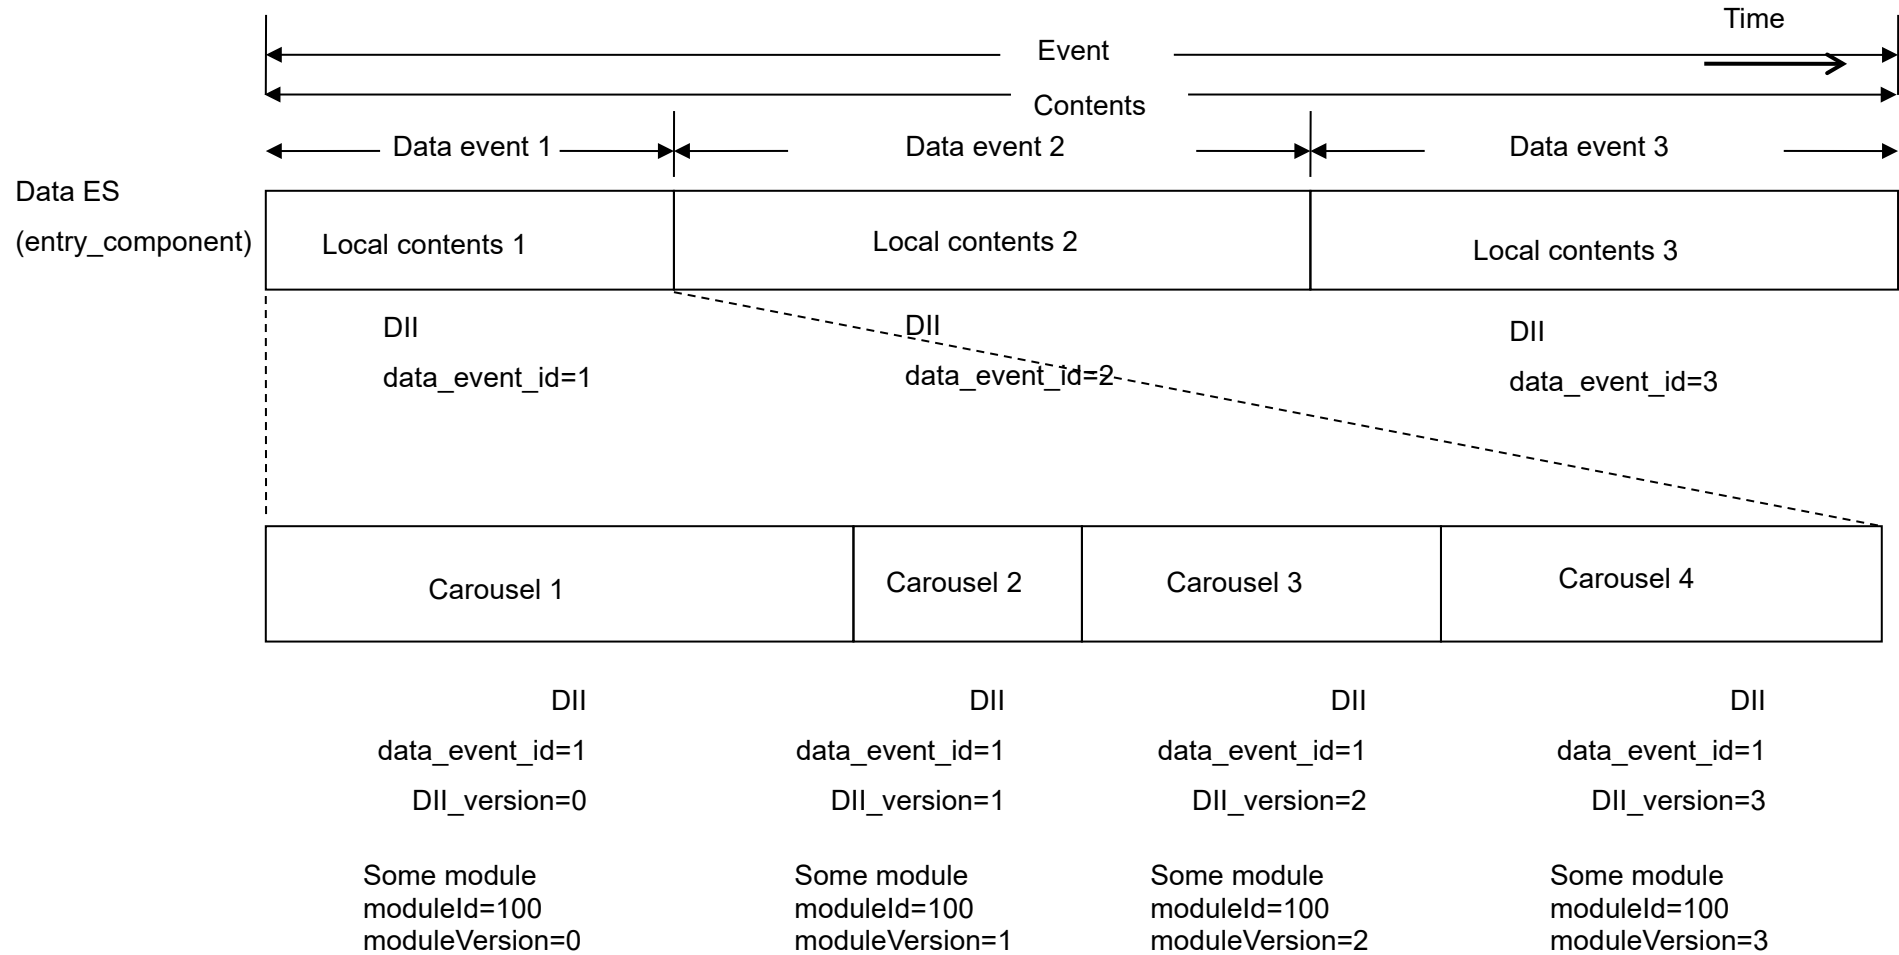 Time
Event
Contents
Data event 1
Data event 2
Data event 3
Data ES
(entry_component)
Local contents 1
Local contents 2
Local contents 3
DII
data_event_id=1
DII
data_event_id=2
DII
data_event_id=3
Carousel 1
Carousel 2
Carousel 3
Carousel 4
DII
data_event_id=1
DII_version=0
DII
data_event_id=1
DII_version=1
DII
data_event_id=1
DII_version=2
DII
data_event_id=1
DII_version=3
Some module
moduleId=100
moduleVersion=0
Some module
moduleId=100
moduleVersion=1
Some module
moduleId=100
moduleVersion=2
Some module
moduleId=100
moduleVersion=3